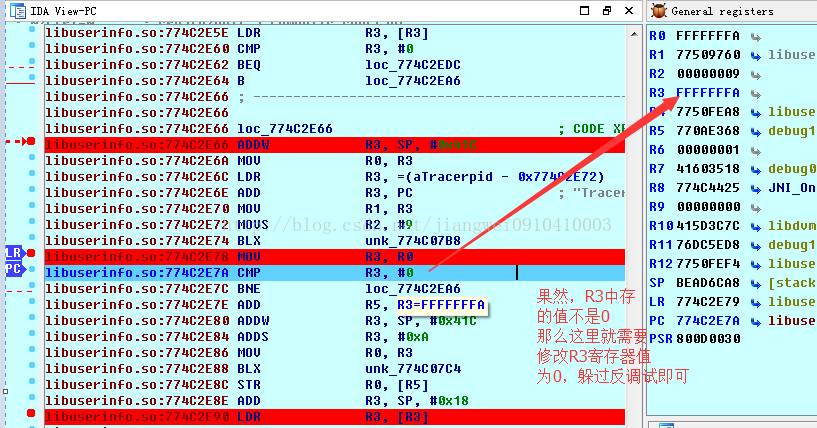 IDA View-PC
libuserinfo.so:774C2E5E LDR R3, [R3]
libuserinfo.so:774C2E60 CMP R3, #0
libuserinfo.so:774C2E62 BEQ loc_774C2EDC
libuserinfo.so:774C2E64 B loc_774C2EA6
libuserinfo.so:774C2E66 ; ---------------------------------------------------------
libuserinfo.so:774C2E66
libuserinfo.so:774C2E66 loc_774C2E66 ; CODE XR
libuserinfo.so:774C2E66 ADDW R3, SP, #0x41C
libuserinfo.so:774C2E6A MOV R0, R3
libuserinfo.so:774C2E6C LDR R3, =(aTracerpid - 0x774C2E72)
libuserinfo.so:774C2E6E ADD R3, PC ; "Tracer
libuserinfo.so:774C2E70 MOV R1, R3
libuserinfo.so:774C2E72 MOVS R2, #9
libuserinfo.so:774C2E74 BLX unk_774C07B8
libuserinfo.so:774C2E78 MOV R3, R0
libuserinfo.so:774C2E7A CMP R3, #0
libuserinfo.so:774C2E7C BNE loc_774C2EA6
libuserinfo.so:774C2E7E ADD R5, R3=FFFFFFFA
libuserinfo.so:774C2E80 ADDW R3, SP, #0x41C
libuserinfo.so:774C2E84 ADDS R3, #0xA
libuserinfo.so:774C2E86 MOV R0, R3
libuserinfo.so:774C2E88 BLX unk_774C07C4
libuserinfo.so:774C2E8C STR R0, [R5]
libuserinfo.so:774C2E8E ADD R3, SP, #0x18
libuserinfo.so:774C2E90 LDR R3, [R3]
LR
PC
http://blog.csdn.net/jiangwei0910410003
果然，R3中存
的值不是0
那么这里就需要
修改R3寄存器值
为0，躲过反调试即可
General registers
R0 FFFFFFFA
R1 77509760 libuse
R2 00000009
R3 FFFFFFFA
7750FEA8 libuse
R5 770AE368 debug1
R6 00000001
R7 41603518 debug0
R8 774C4425 JNI_On
R9 00000000
R10 415D3C7C libdvm
R11 76DC5ED8 debug1
R12 7750FEF4 libuse
SP BEAD6CA8 [stack
LR 774C2E79 libuse
PC 774C2E7A libuse
PSR 800D0030